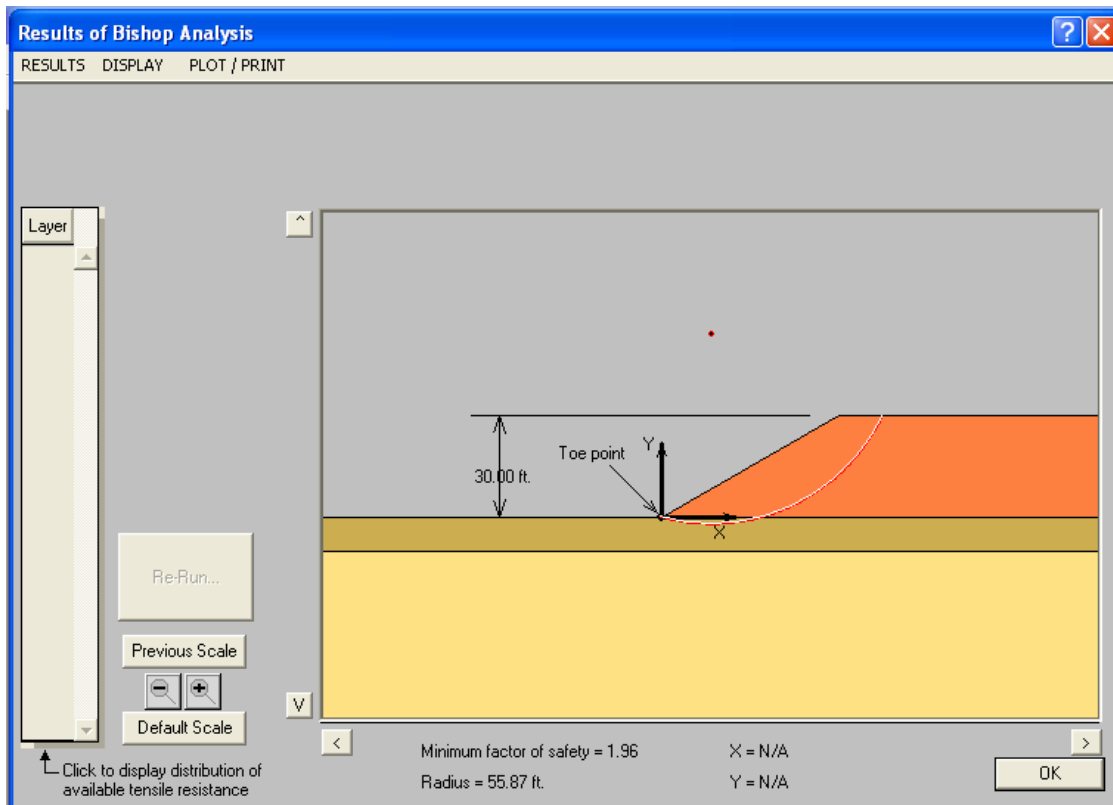 Results of Bishop Analysis
RESULTS DISPLAY PLOT / PRINT
Layer
^
Toe point
Y
30.00 ft.
X
Re-Run...
Previous Scale
Default Scale
V
<
>
Minimum factor of safety = 1.96
X = N/A
Radius = 55.87 ft.
Y = N/A
OK
Click to display distribution of
available tensile resistance